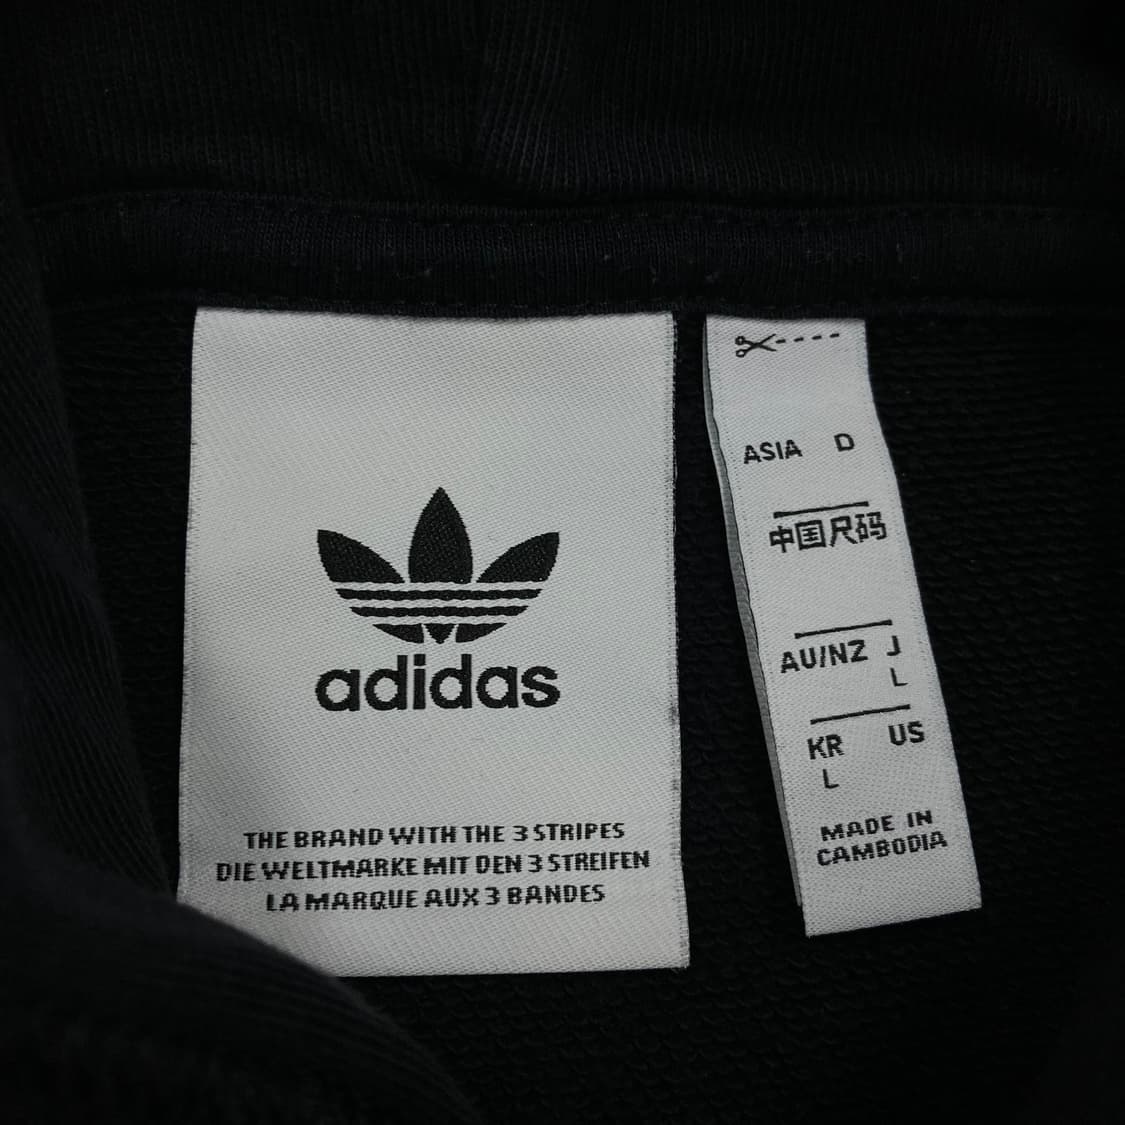 adidas
THE BRAND WITH THE 3 STRIPES
DIE WELTMARKE MIT DEN 3 STREIFEN
LA MARQUE AUX 3 BANDES
ASIA D
中国尺码
AU/NZ J
L
KR US
L
MADE IN
CAMBODIA